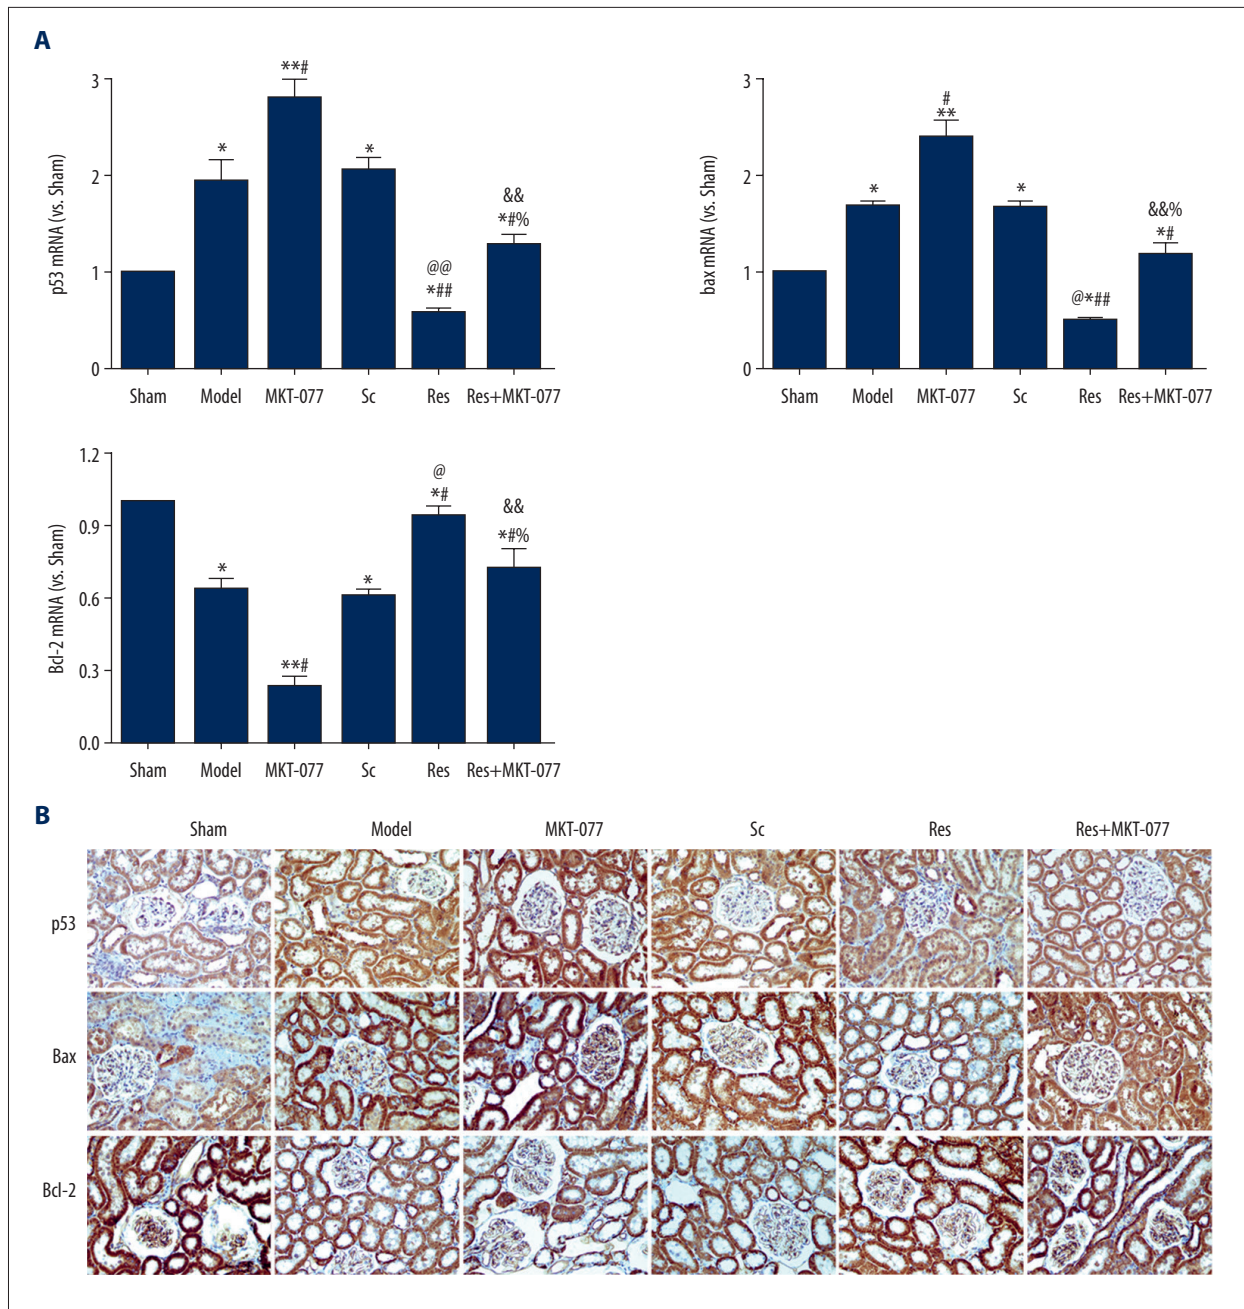 A
p53 mRNA (vs. Sham)
3
2
1
0
*
**#
*
@@
*##
&&
*#%
Sham Model MKT-077 Sc Res Res+MKT-077
bax mRNA (vs. Sham)
3
2
1
0
*
#
**
*
@*##
&&%
*#
Sham Model MKT-077 Sc Res Res+MKT-077
Bcl-2 mRNA (vs. Sham)
1.2
0.9
0.6
0.3
0.0
*
**#
*
@
*#
&&
*#%
Sham Model MKT-077 Sc Res Res+MKT-077
B
Sham Model MKT-077 Sc Res Res+MKT-077
p53
Bax
Bcl-2